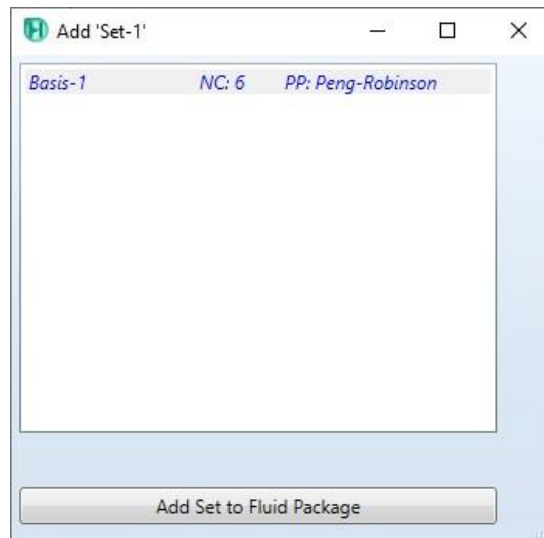 Add 'Set-1'
Basis-1 NC: 6 PP: Peng-Robinson
Add Set to Fluid Package